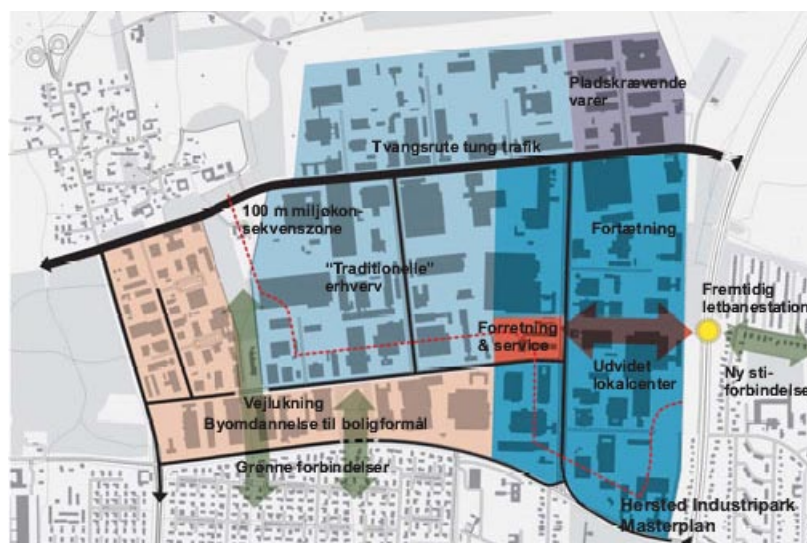 Pladskrævende
varer
Tvangsrute tung trafik
100 m miljøkon-
sekvenszone
"Traditionelle"
erhverv
Fortætning
Fremtidig
letbanestation
Forretning
& service
Udvidet
lokalcenter
Ny sti-
forbindelse
Vejlukning
Byomdannelse til boligformål
Grønne forbindelser
Hersted Industripark
Masterplan